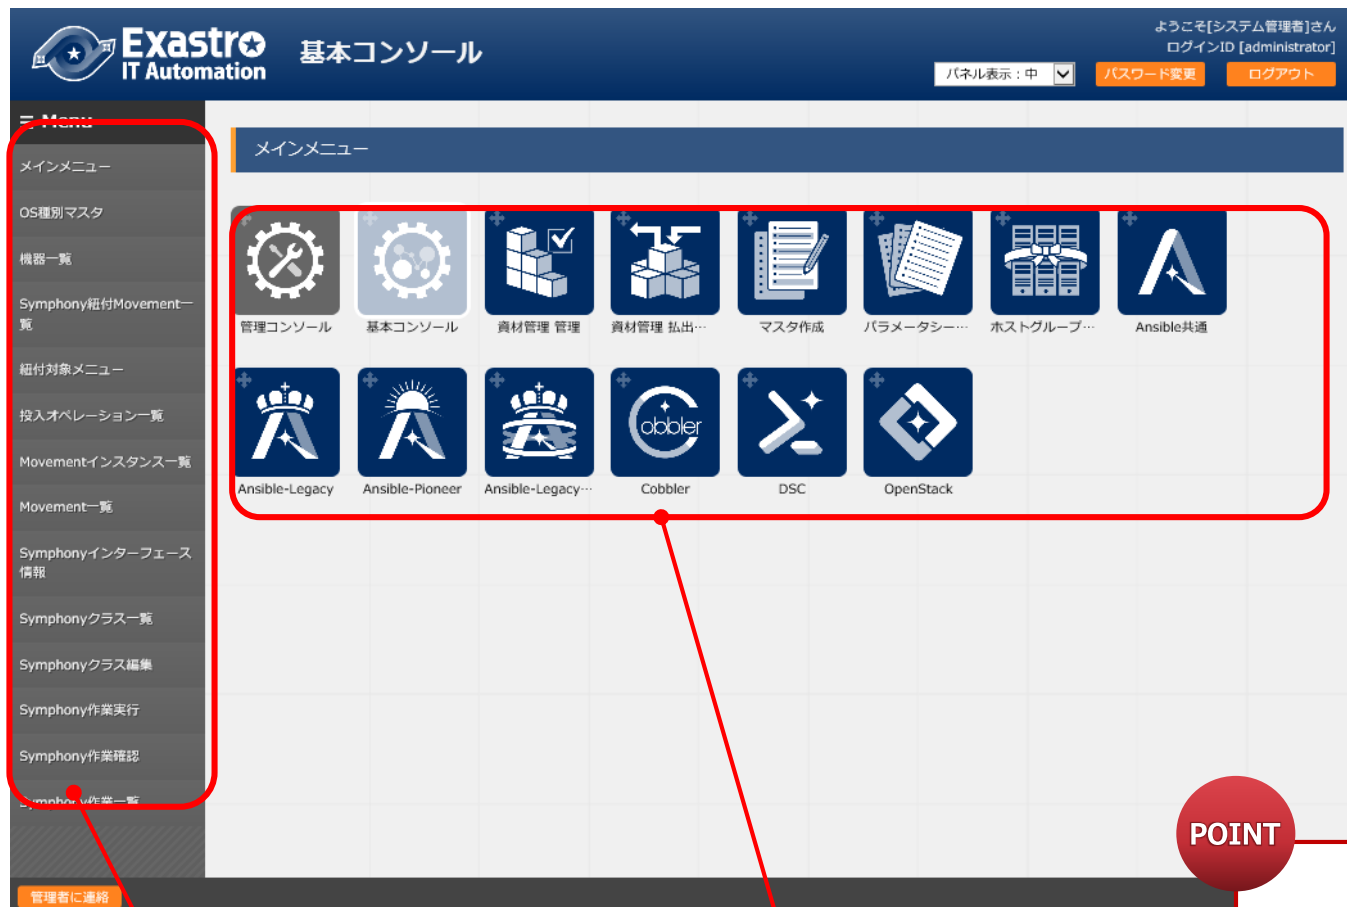 Exastro
IT Automation
基本コンソール
ようこそ[システム管理者]さん
ログインID [administrator]
パネル表示：中
パスワード変更
ログアウト
Menu
メインメニュー
OS種別マスタ
機器一覧
Symphony紐付Movement一
覧
紐付対象メニュー
投入オペレーション一覧
Movementインスタンス一覧
Movement一覧
Symphonyインターフェース
情報
Symphonyクラス一覧
Symphonyクラス編集
Symphony作業実行
Symphony作業確認
Symphony作業一覧
管理者に連絡
メインメニュー
管理コンソール
基本コンソール
資材管理 管理
資材管理 払出…
マスタ作成
パラメータシー…
ホストグループ…
Ansible共通
Cobbler
Ansible-Legacy
Ansible-Pioneer
Ansible-Legacy…
Cobbler
DSC
OpenStack
POINT